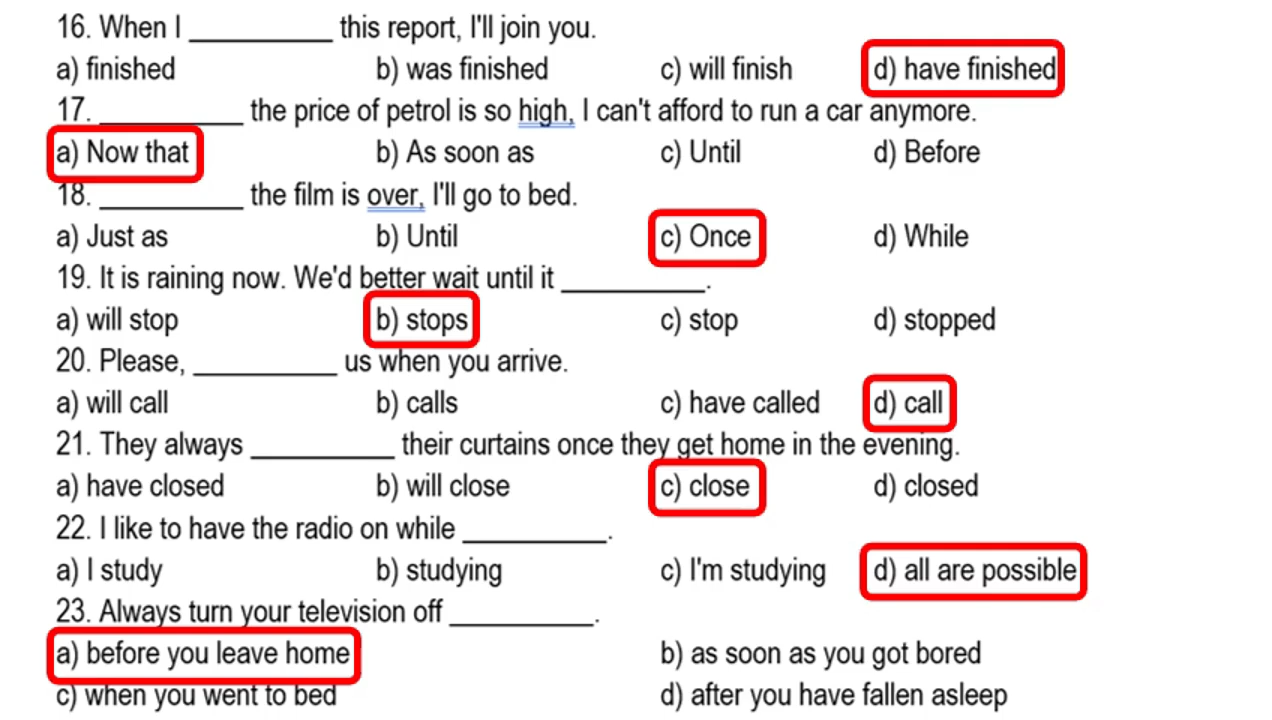 16. When I __________ this report, I'll join you.
a) finished b) was finished c) will finish d) have finished
17. __________ the price of petrol is so high, I can't afford to run a car anymore.
a) Now that b) As soon as c) Until d) Before
18. __________ the film is over, I'll go to bed.
a) Just as b) Until c) Once d) While
19. It is raining now. We'd better wait until it __________.
a) will stop b) stops c) stop d) stopped
20. Please, __________ us when you arrive.
a) will call b) calls c) have called d) call
21. They always __________ their curtains once they get home in the evening.
a) have closed b) will close c) close d) closed
22. I like to have the radio on while __________.
a) I study b) studying c) I'm studying d) all are possible
23. Always turn your television off __________.
a) before you leave home b) as soon as you got bored
c) when you went to bed d) after you have fallen asleep